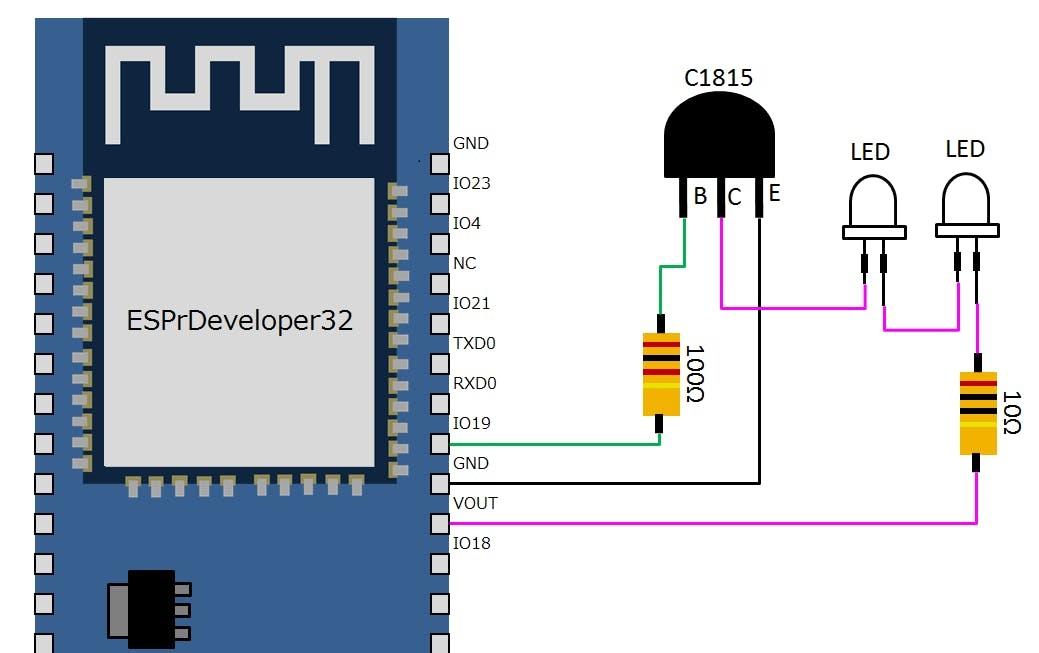 C1815
GND
LED
LED
IO23
B
C
E
IO4
NC
IO21
ESPrDeveloper32
TXD0
100Ω
RXD0
10Ω
IO19
GND
VOUT
IO18